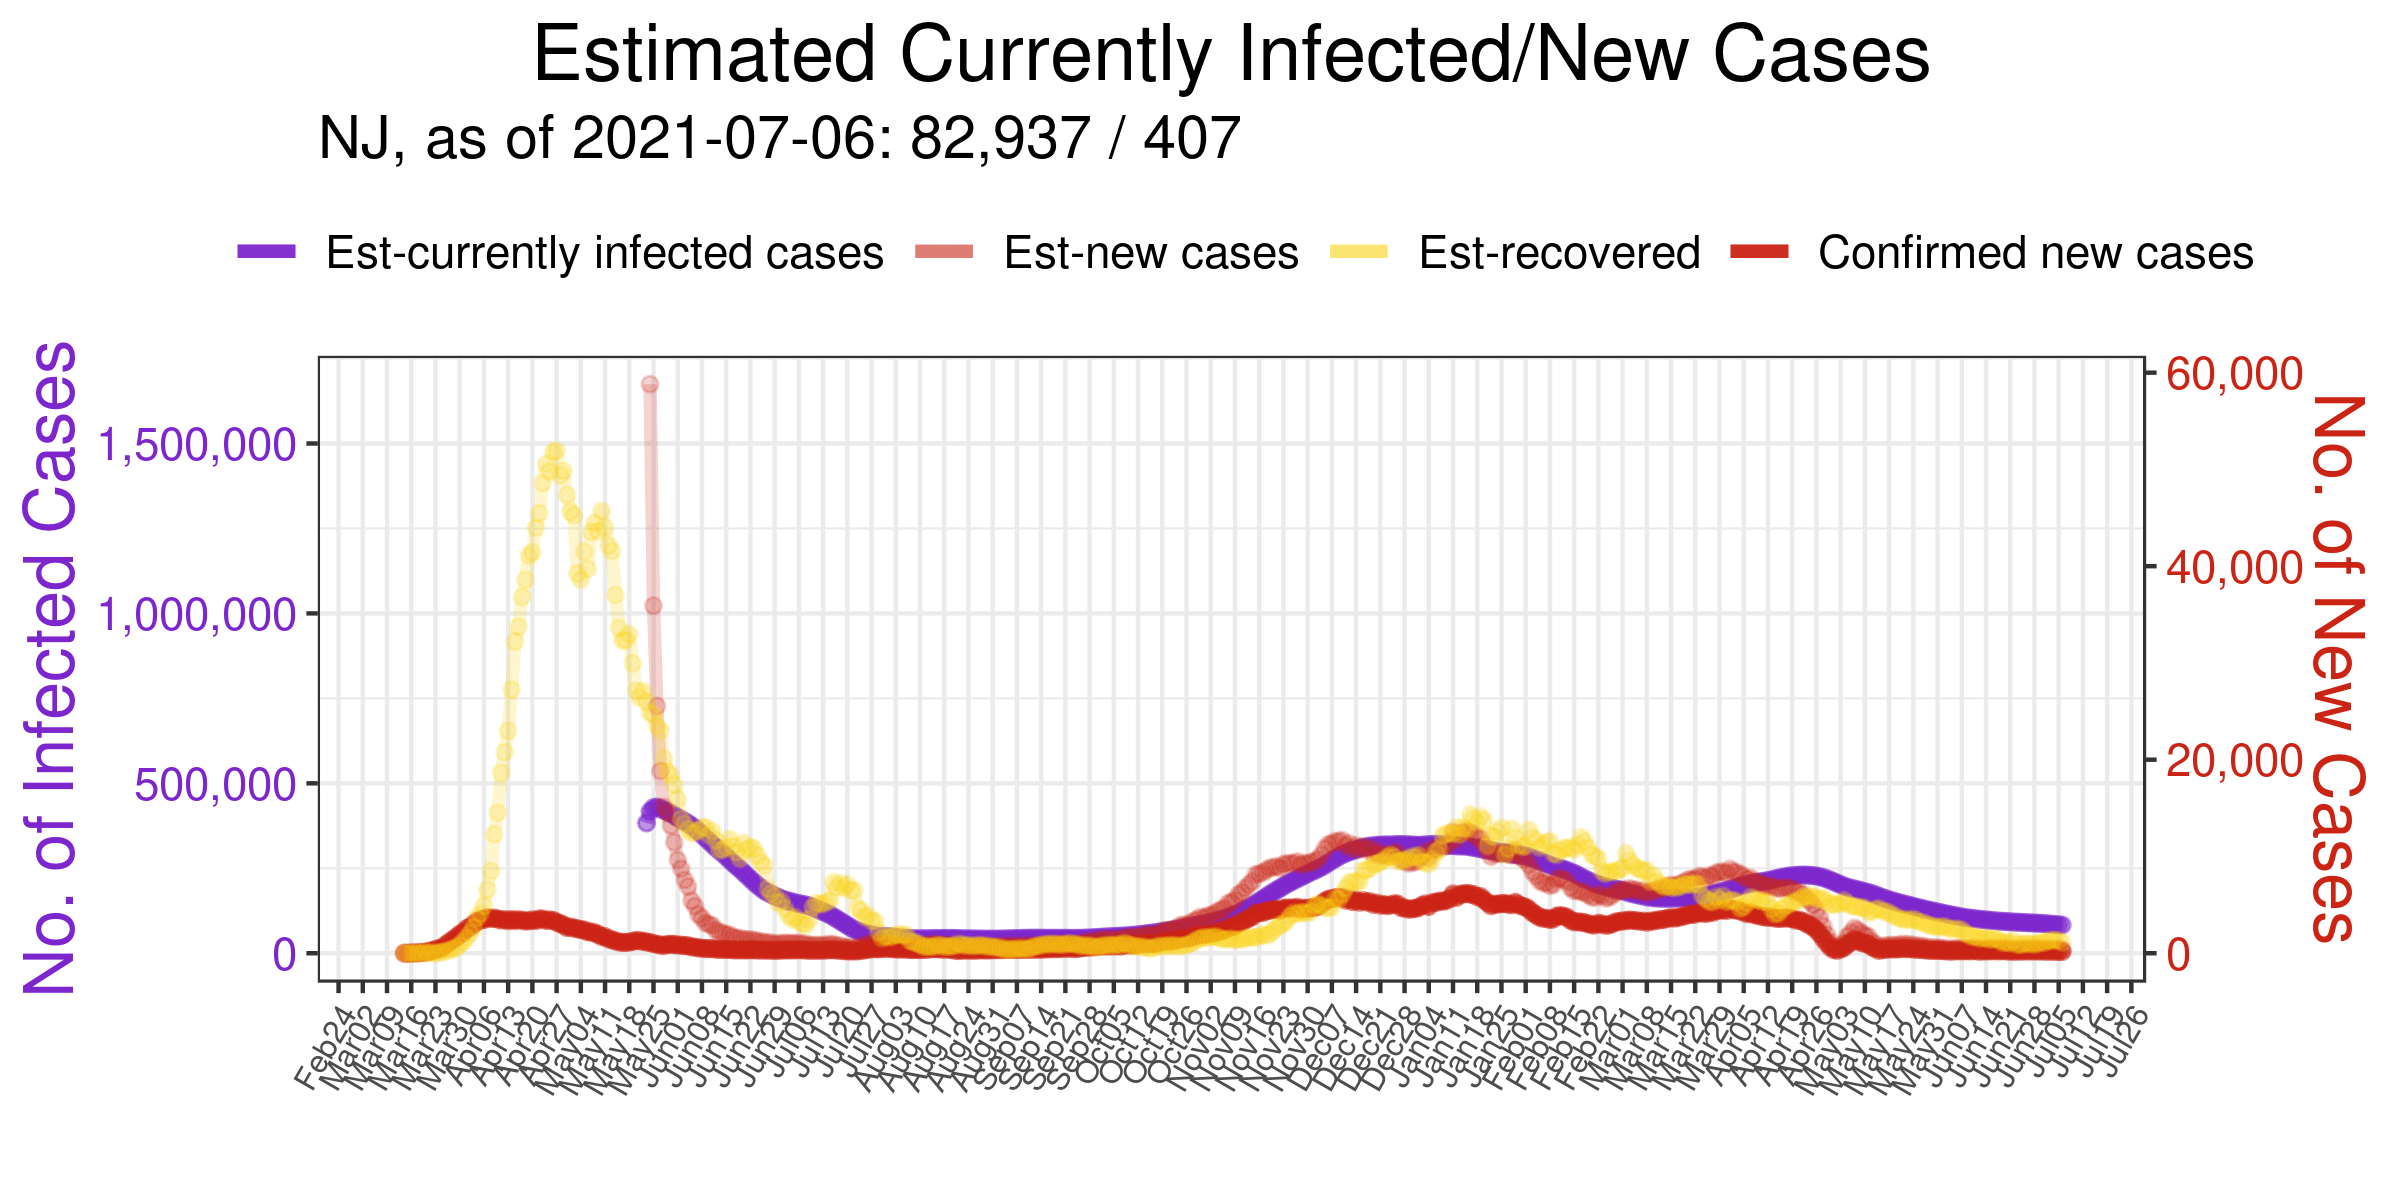 Estimated Currently Infected/New Cases
NJ, as of 2021-07-06: 82,937 / 407
Est-currently infected cases Est-new cases Est-recovered Confirmed new cases
No. of Infected Cases
1,500,000
1,000,000
500,000
0
60,000
40,000
20,000
0
No. of New Cases
Feb24
Mar02
Mar09
Mar16
Mar23
Mar30
Apr06
Apr13
Apr20
Apr27
May04
May11
May18
May25
Jun01
Jun08
Jun15
Jun22
Jun29
Jul06
Jul13
Jul20
Jul27
Aug03
Aug10
Aug17
Aug24
Aug31
Sep07
Sep14
Sep21
Sep28
Oct05
Oct12
Oct19
Oct26
Nov02
Nov09
Nov16
Nov23
Nov30
Dec07
Dec14
Dec21
Dec28
Jan04
Jan11
Jan18
Jan25
Feb01
Feb08
Feb15
Feb22
Mar01
Mar08
Mar15
Mar22
Mar29
Apr05
Apr12
Apr19
Apr26
May03
May10
May17
May24
May31
Jun07
Jun14
Jun21
Jun28
Jul05
Jul12
Jul19
Jul26